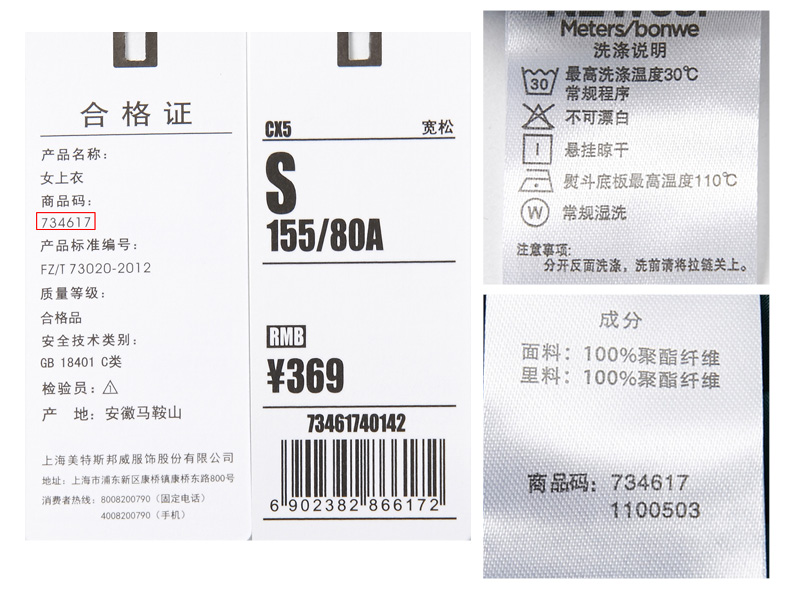 合格证
产品名称：
女上衣
商品码：
734617
产品标准编号：
FZ/T 73020-2012
质量等级：
合格品
安全技术类别：
GB 18401 C类
检验员：
产 地：安徽马鞍山
上海美特斯邦威服饰股份有限公司
地址：上海市浦东新区康桥镇康桥东路800号
消费者热线：8008200790（固定电话）
4008200790（手机）
CX5 宽松
S
155/80A
RMB
¥369
73461740142
6 902382 866172
Meters/bonwe
洗涤说明
30 最高洗涤温度30℃
常规程序
不可漂白
悬挂晾干
熨斗底板最高温度110℃
W 常规湿洗
注意事项：
分开反面洗涤，洗前请将拉链关上。
成分
面料：100%聚酯纤维
里料：100%聚酯纤维
商品码：734617
1100503